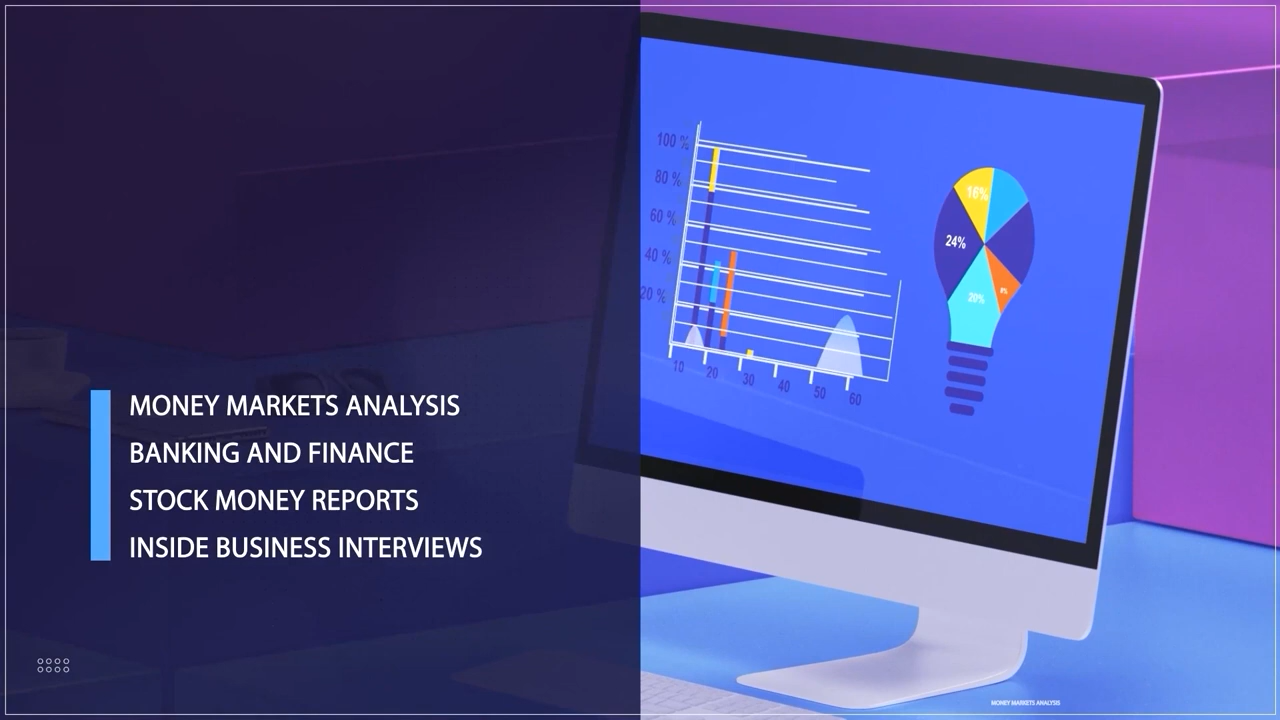 MONEY MARKETS ANALYSIS
BANKING AND FINANCE
STOCK MONEY REPORTS
INSIDE BUSINESS INTERVIEWS
100 %
80 %
60 %
40 %
20 %
10 20 30 40 50 60
16%
24%
20%
8%
MONEY MARKETS ANALYSIS